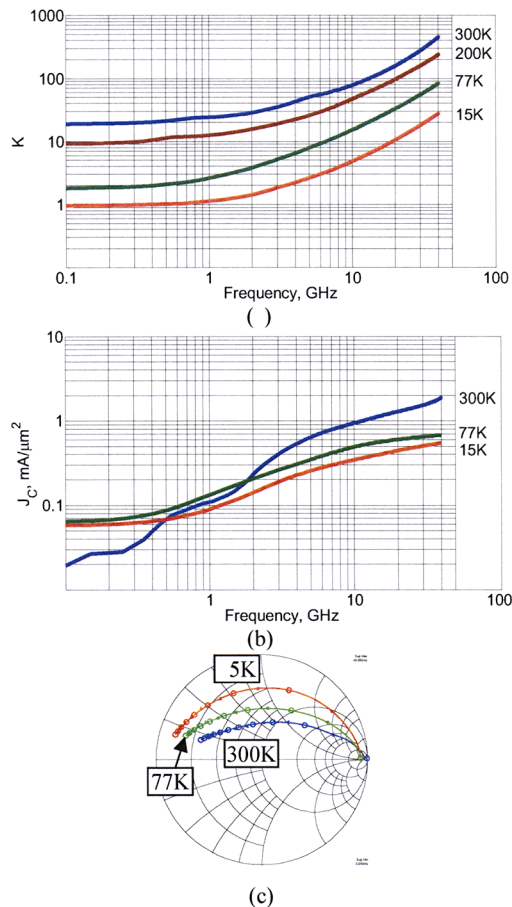 1000
300K
200K
100
77K
K
10
15K
1
0.1
1
10
100
Frequency, GHz
( )
10
300K
J_C, mA/μm²
1
77K
15K
0.1
1
10
100
Frequency, GHz
(b)
5K
300K
77K
(c)